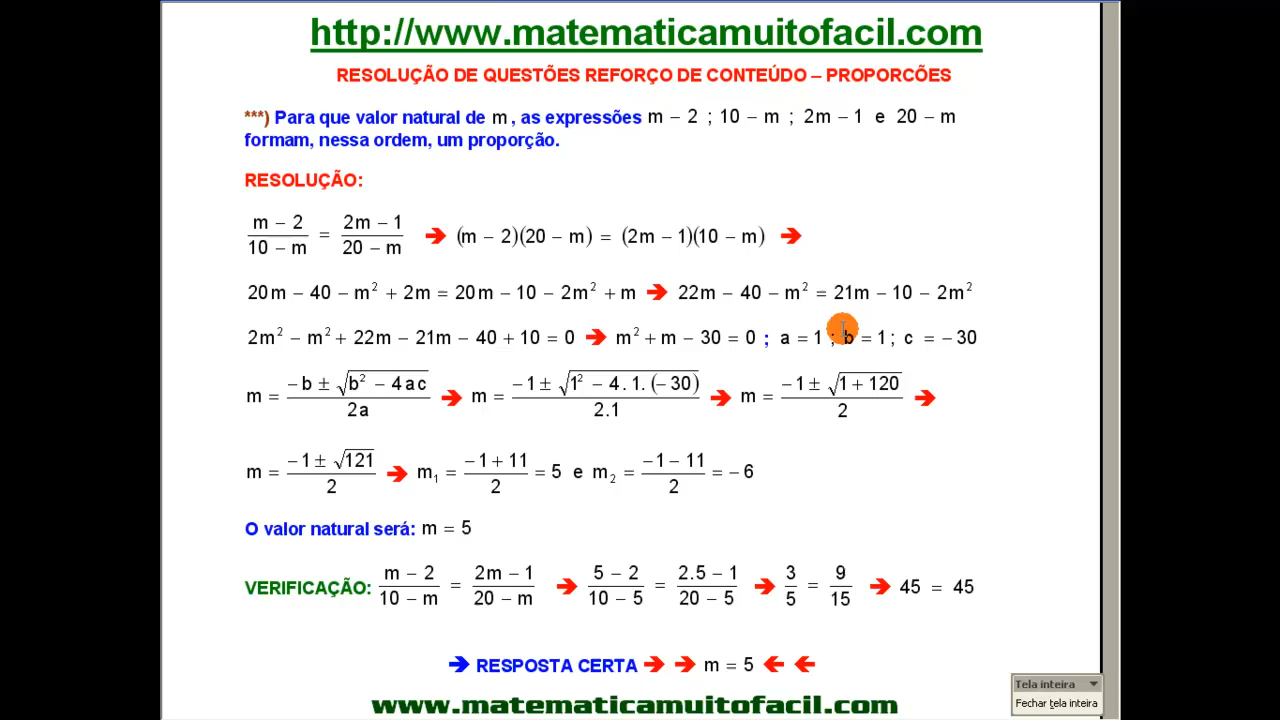 http://www.matematicamuitofacil.com
RESOLUÇÃO DE QUESTÕES REFORÇO DE CONTEÚDO – PROPORCÕES
***) Para que valor natural de m , as expressões m − 2 ; 10 − m ; 2m − 1 e 20 − m
formam, nessa ordem, um proporção.
RESOLUÇÃO:
(m − 2)/(10 − m) = (2m − 1)/(20 − m) ➔ (m − 2)(20 − m) = (2m − 1)(10 − m) ➔
20m − 40 − m² + 2m = 20m − 10 − 2m² + m ➔ 22m − 40 − m² = 21m − 10 − 2m²
2m² − m² + 22m − 21m − 40 + 10 = 0 ➔ m² + m − 30 = 0 ; a = 1 ; b = 1 ; c = − 30
m = (− b ± √(b² − 4ac))/2a ➔ m = (− 1 ± √(1² − 4. 1. (− 30)))/2.1 ➔ m = (− 1 ± √(1 + 120))/2 ➔
m = (− 1 ± √121)/2 ➔ m₁ = (− 1 + 11)/2 = 5 e m₂ = (− 1 − 11)/2 = − 6
O valor natural será: m = 5
VERIFICAÇÃO: (m − 2)/(10 − m) = (2m − 1)/(20 − m) ➔ (5 − 2)/(10 − 5) = (2.5 − 1)/(20 − 5) ➔ 3/5 = 9/15 ➔ 45 = 45
➔ RESPOSTA CERTA ➔ ➔ m = 5 ← ←
www.matematicamuitofacil.com
Tela inteira
Fechar tela inteira